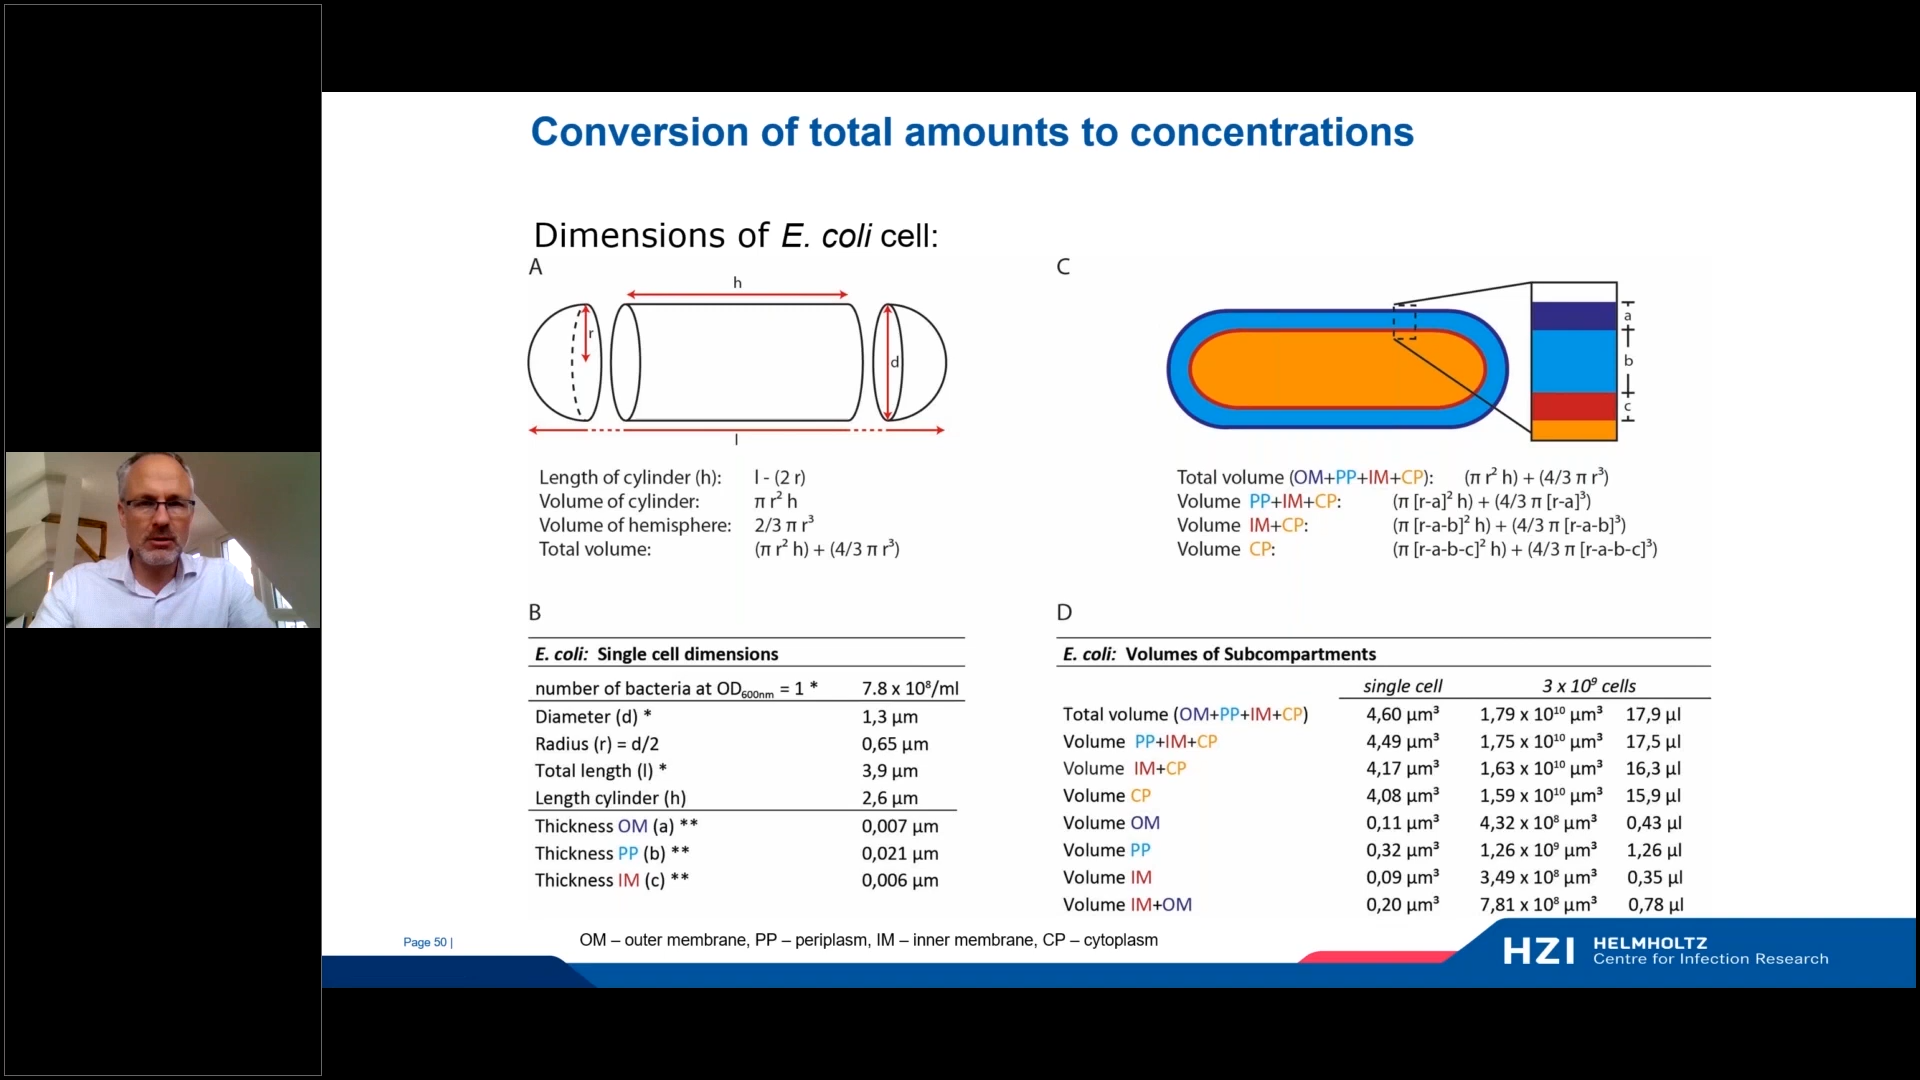 Conversion of total amounts to concentrations
Dimensions of E. coli cell:
A
h
r
d
l
Length of cylinder (h): l - (2 r)
Volume of cylinder: π r² h
Volume of hemisphere: 2/3 π r³
Total volume: (π r² h) + (4/3 π r³)
C
a
b
c
Total volume (OM+PP+IM+CP): (π r² h) + (4/3 π r³)
Volume PP+IM+CP: (π [r-a]² h) + (4/3 π [r-a]³)
Volume IM+CP: (π [r-a-b]² h) + (4/3 π [r-a-b]³)
Volume CP: (π [r-a-b-c]² h) + (4/3 π [r-a-b-c]³)
B
E. coli: Single cell dimensions
number of bacteria at OD600nm = 1 * 7.8 x 10⁸/ml
Diameter (d) * 1,3 µm
Radius (r) = d/2 0,65 µm
Total length (l) * 3,9 µm
Length cylinder (h) 2,6 µm
Thickness OM (a) ** 0,007 µm
Thickness PP (b) ** 0,021 µm
Thickness IM (c) ** 0,006 µm
D
E. coli: Volumes of Subcompartments
single cell 3 x 10⁹ cells
Total volume (OM+PP+IM+CP) 4,60 µm³ 1,79 x 10¹⁰ µm³ 17,9 µl
Volume PP+IM+CP 4,49 µm³ 1,75 x 10¹⁰ µm³ 17,5 µl
Volume IM+CP 4,17 µm³ 1,63 x 10¹⁰ µm³ 16,3 µl
Volume CP 4,08 µm³ 1,59 x 10¹⁰ µm³ 15,9 µl
Volume OM 0,11 µm³ 4,32 x 10⁸ µm³ 0,43 µl
Volume PP 0,32 µm³ 1,26 x 10⁹ µm³ 1,26 µl
Volume IM 0,09 µm³ 3,49 x 10⁸ µm³ 0,35 µl
Volume IM+OM 0,20 µm³ 7,81 x 10⁸ µm³ 0,78 µl
Page 50 |
OM – outer membrane, PP – periplasm, IM – inner membrane, CP – cytoplasm
HZI HELMHOLTZ
Centre for Infection Research